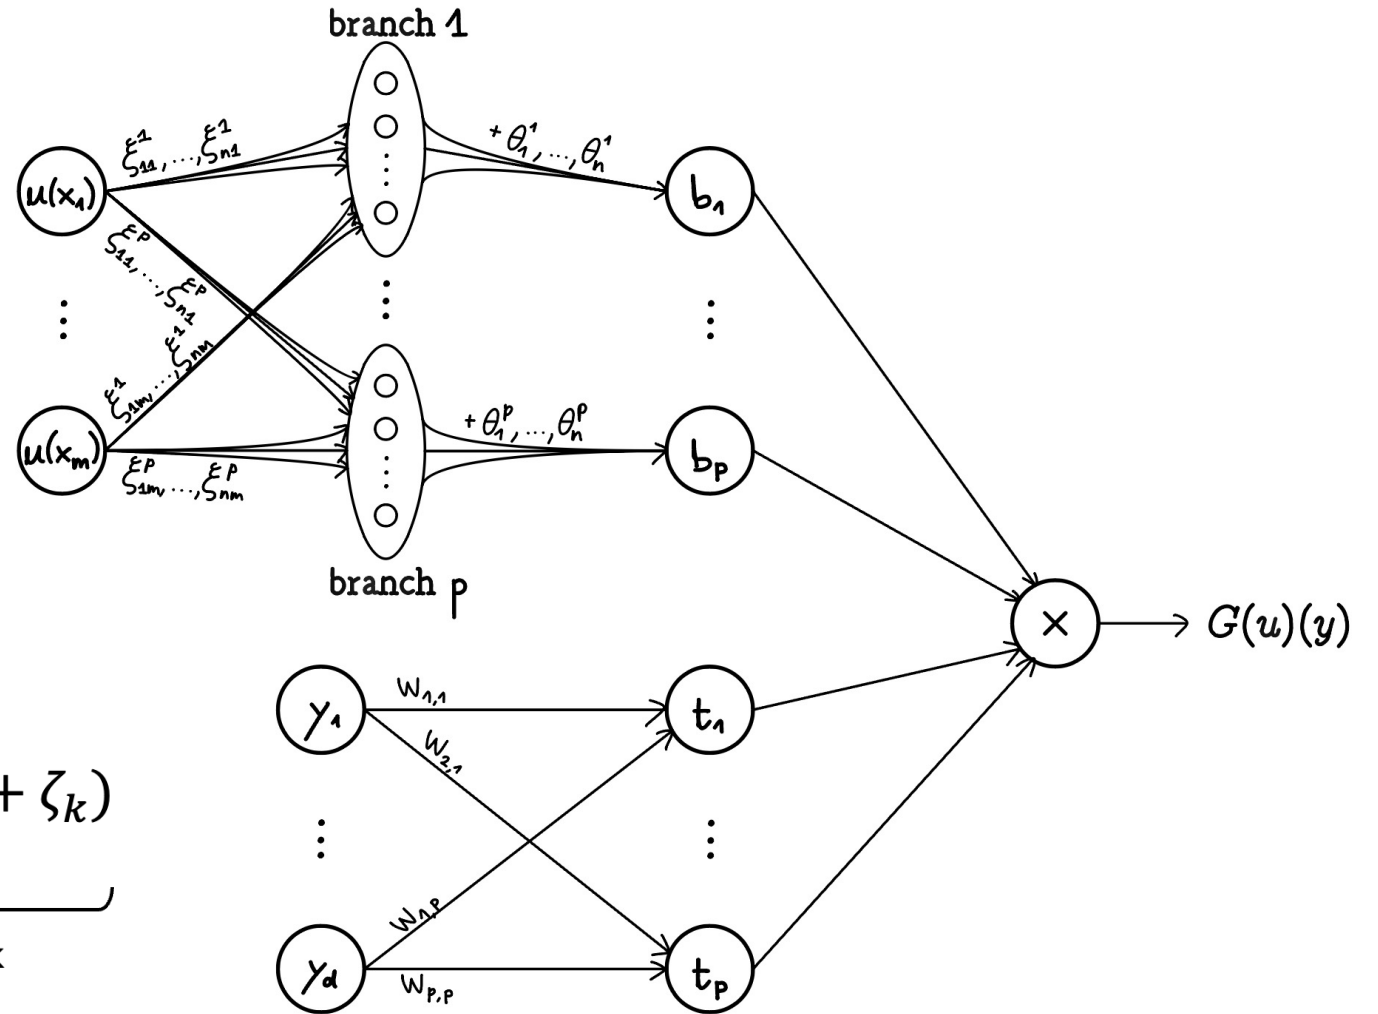 branch 1
ξ¹₁₁,...,ξ¹ₙ₁
+ θ¹₁,...,θ¹ₙ
u(x₁)
b₁
ξᵖ₁₁,...,ξᵖₙ₁
ξ¹₁ₘ,...,ξ¹ₙₘ
+ θᵖ₁,...,θᵖₙ
u(xₘ)
bₚ
ξᵖ₁ₘ,...,ξᵖₙₘ
branch p
× G(u)(y)
W₁,₁
y₁
t₁
W₂,₁
+ ζₖ)
W₁,ₚ
y_d
tₚ
Wₚ,ₚ